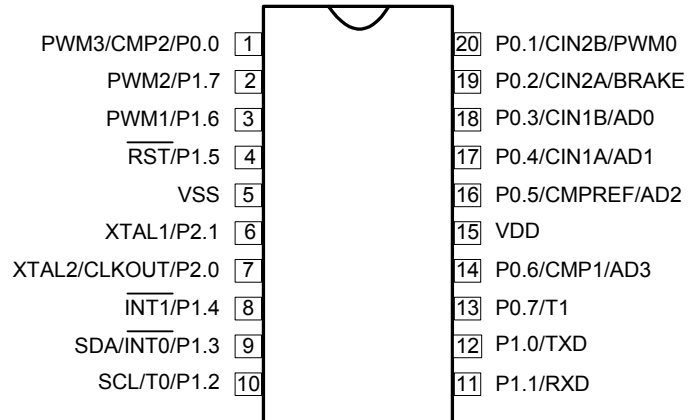 PWM3/CMP2/P0.0 1 20 P0.1/CIN2B/PWM0
PWM2/P1.7 2 19 P0.2/CIN2A/BRAKE
PWM1/P1.6 3 18 P0.3/CIN1B/AD0
RST/P1.5 4 17 P0.4/CIN1A/AD1
VSS 5 16 P0.5/CMPREF/AD2
XTAL1/P2.1 6 15 VDD
XTAL2/CLKOUT/P2.0 7 14 P0.6/CMP1/AD3
INT1/P1.4 8 13 P0.7/T1
SDA/INT0/P1.3 9 12 P1.0/TXD
SCL/T0/P1.2 10 11 P1.1/RXD